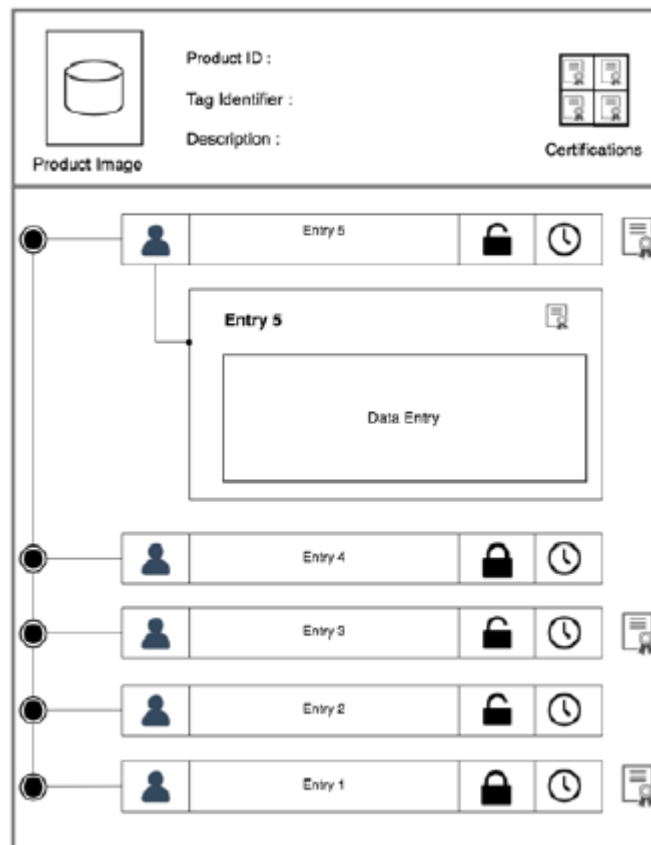 Product ID :
Tag Identifier :
Description :
Product Image
Certifications
Entry 5
Entry 5
Data Entry
Entry 4
Entry 3
Entry 2
Entry 1